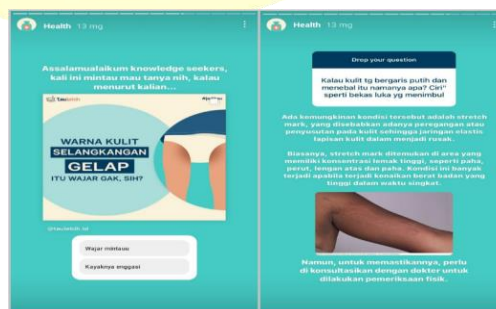 Health 13 mg
Assalamualaikum knowledge seekers,
kali ini mintau mau tanya nih, kalau
menurut kalian...
WARNA KULIT
SELANGKANGAN
GELAP
ITU WAJAR GAK, SIH?
Wajar mintauu
Kayaknya enggasi
Health 13 mg
Drop your question
Kalau kulit tg bergaris putih dan
menebal itu namanya apa? Ciri"
sperti bekas luka yg menimbul
Ada kemungkinan kondisi tersebut adalah stretch
mark, yang disebabkan adanya peregangan atau
penyusutan pada kulit sehingga jaringan elastis
lapisan kulit dalam menjadi rusak.
Biasanya, stretch mark ditemukan di area yang
memiliki konsentrasi lemak tinggi, seperti paha,
perut, lengan atas dan paha. Kondisi ini banyak
terjadi apabila terjadi kenaikan berat badan yang
tinggi dalam waktu singkat.
Namun, untuk memastikannya, perlu
di konsultasikan dengan dokter untuk
dilakukan pemeriksaan fisik.